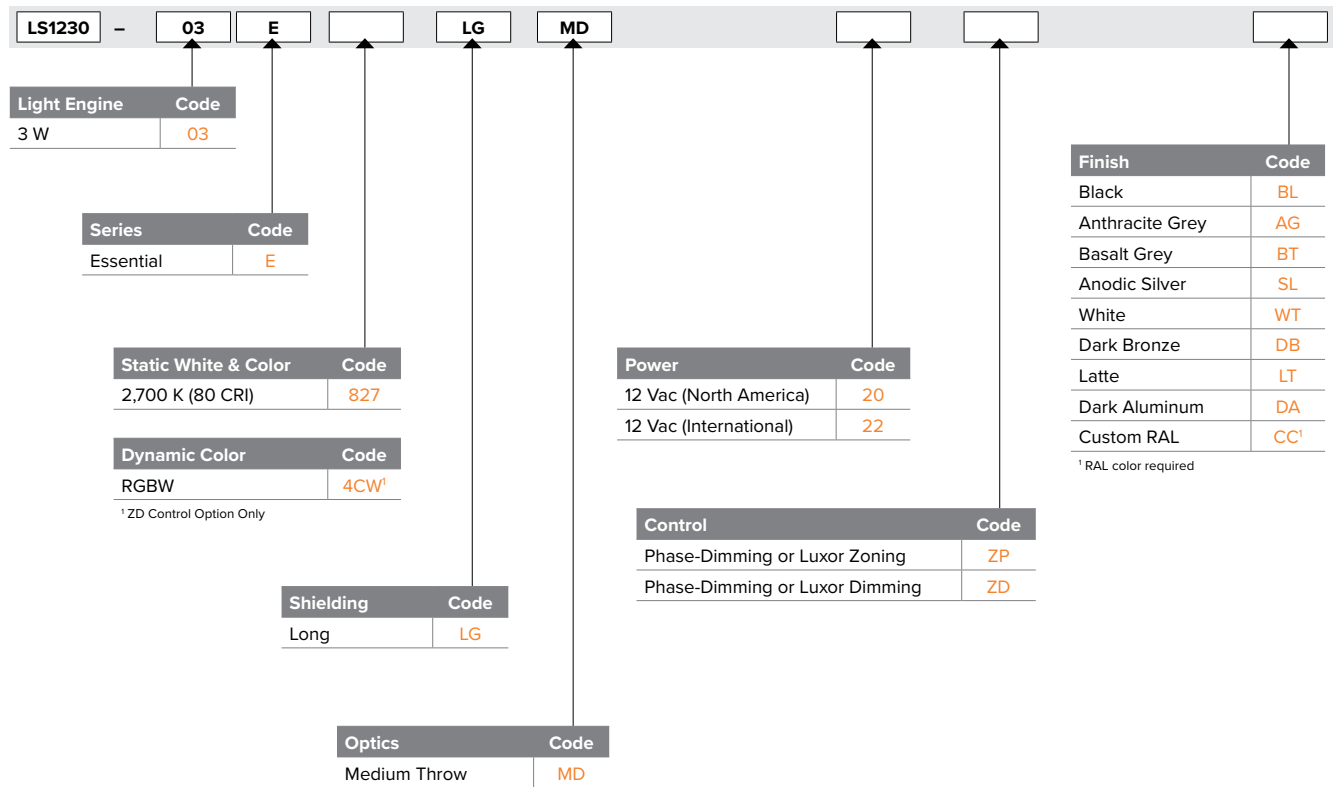 LS1230 – 03 E LG MD
Light Engine Code
3 W 03
Series Code
Essential E
Static White & Color Code
2,700 K (80 CRI) 827
Dynamic Color Code
RGBW 4CW¹
¹ ZD Control Option Only
Shielding Code
Long LG
Optics Code
Medium Throw MD
Power Code
12 Vac (North America) 20
12 Vac (International) 22
Control Code
Phase-Dimming or Luxor Zoning ZP
Phase-Dimming or Luxor Dimming ZD
Finish Code
Black BL
Anthracite Grey AG
Basalt Grey BT
Anodic Silver SL
White WT
Dark Bronze DB
Latte LT
Dark Aluminum DA
Custom RAL CC¹
¹ RAL color required